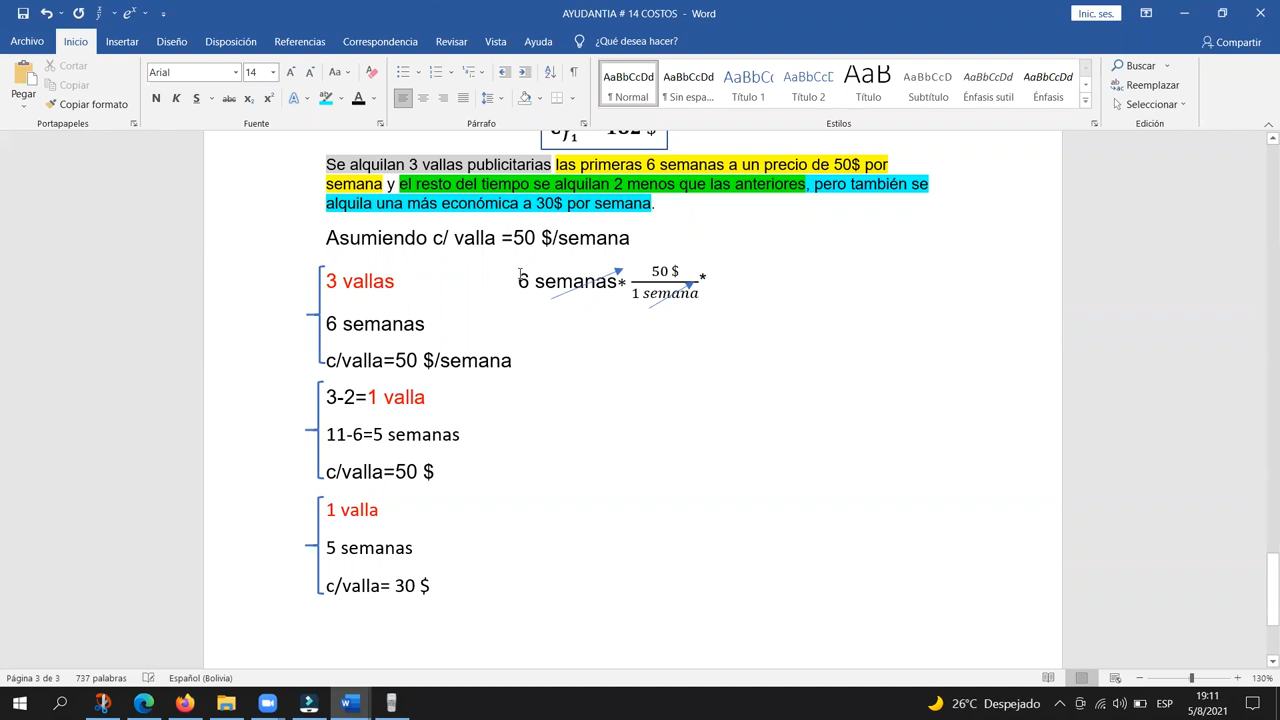 AYUDANTIA # 14 COSTOS - Word
Inic. ses.
Archivo Inicio Insertar Diseño Disposición Referencias Correspondencia Revisar Vista Ayuda ¿Qué desea hacer? Compartir
Pegar
Cortar
Copiar
Copiar formato
Portapapeles
Arial 14
Fuente
Párrafo
AaBbCcDd AaBbCcDd AaBbCc AaBbCcD AaB AaBbCcD AaBbCcDd AaBbCcDd
¶ Normal ¶ Sin espa... Título 1 Título 2 Título Subtítulo Énfasis sutil Énfasis
Estilos
Buscar
Reemplazar
Seleccionar
Edición
Se alquilan 3 vallas publicitarias las primeras 6 semanas a un precio de 50$ por
semana y el resto del tiempo se alquilan 2 menos que las anteriores, pero también se
alquila una más económica a 30$ por semana.
Asumiendo c/ valla =50 $/semana
3 vallas
6 semanas* 50 $ / 1 semana *
6 semanas
c/valla=50 $/semana
3-2=1 valla
11-6=5 semanas
c/valla=50 $
1 valla
5 semanas
c/valla= 30 $
Página 3 de 3 737 palabras Español (Bolivia) 130%
26°C Despejado ESP 19:11
5/8/2021